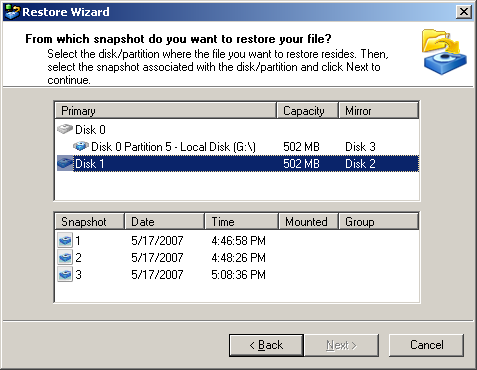 Restore Wizard
From which snapshot do you want to restore your file?
Select the disk/partition where the file you want to restore resides. Then,
select the snapshot associated with the disk/partition and click Next to
continue.
Primary Capacity Mirror
Disk 0
Disk 0 Partition 5 - Local Disk (G:\) 502 MB Disk 3
Disk 1 502 MB Disk 2
Snapshot Date Time Mounted Group
1 5/17/2007 4:46:58 PM
2 5/17/2007 4:48:26 PM
3 5/17/2007 5:08:36 PM
< Back Next > Cancel